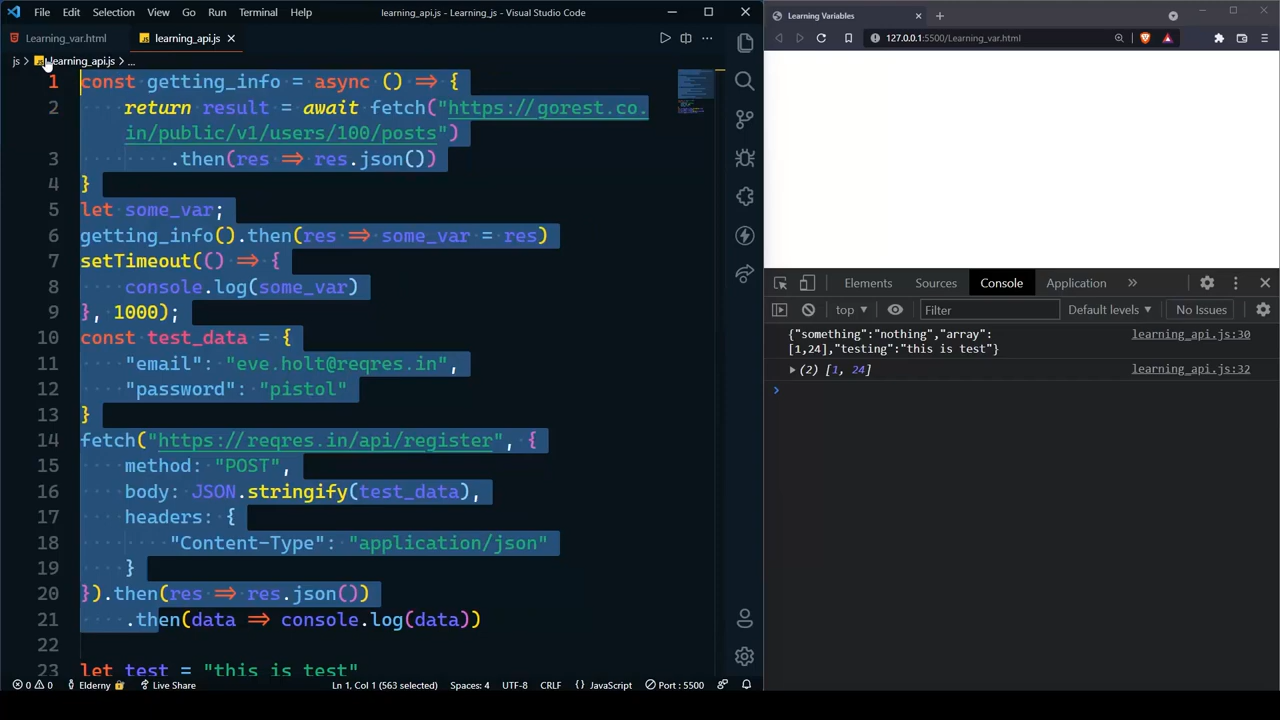 File Edit Selection View Go Run Terminal Help learning_api.js - Learning_js - Visual Studio Code
Learning_var.html
JS learning_api.js
js > JS learning_api.js > ...
1 const getting_info = async () => {
2 return result = await fetch("https://gorest.co.
in/public/v1/users/100/posts")
3 .then(res => res.json())
4 }
5 let some_var;
6 getting_info().then(res => some_var = res)
7 setTimeout(() => {
8 console.log(some_var)
9 }, 1000);
10 const test_data = {
11 "email": "eve.holt@reqres.in",
12 "password": "pistol"
13 }
14 fetch("https://reqres.in/api/register", {
15 method: "POST",
16 body: JSON.stringify(test_data),
17 headers: {
18 "Content-Type": "application/json"
19 }
20 }).then(res => res.json())
21 .then(data => console.log(data))
22
23 let test = "this is test"
0 0 Elderny Live Share Ln 1, Col 1 (563 selected) Spaces: 4 UTF-8 CRLF {} JavaScript Port : 5500
Learning Variables
127.0.0.1:5500/Learning_var.html
Elements Sources Console Application »
top Filter Default levels No Issues
{"something":"nothing","array": learning_api.js:30
[1,24],"testing":"this is test"}
(2) [1, 24] learning_api.js:32